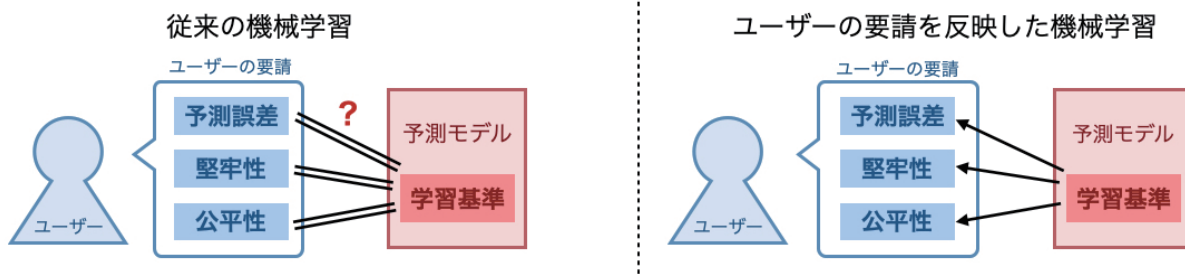 従来の機械学習
ユーザーの要請
予測誤差
?
堅牢性
公平性
ユーザー
予測モデル
学習基準
ユーザーの要請を反映した機械学習
ユーザーの要請
予測誤差
堅牢性
公平性
ユーザー
予測モデル
学習基準